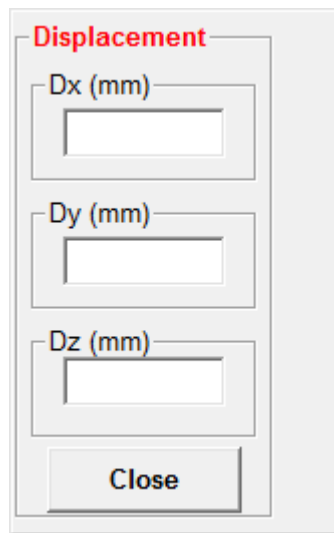 Displacement
Dx (mm)
Dy (mm)
Dz (mm)
Close